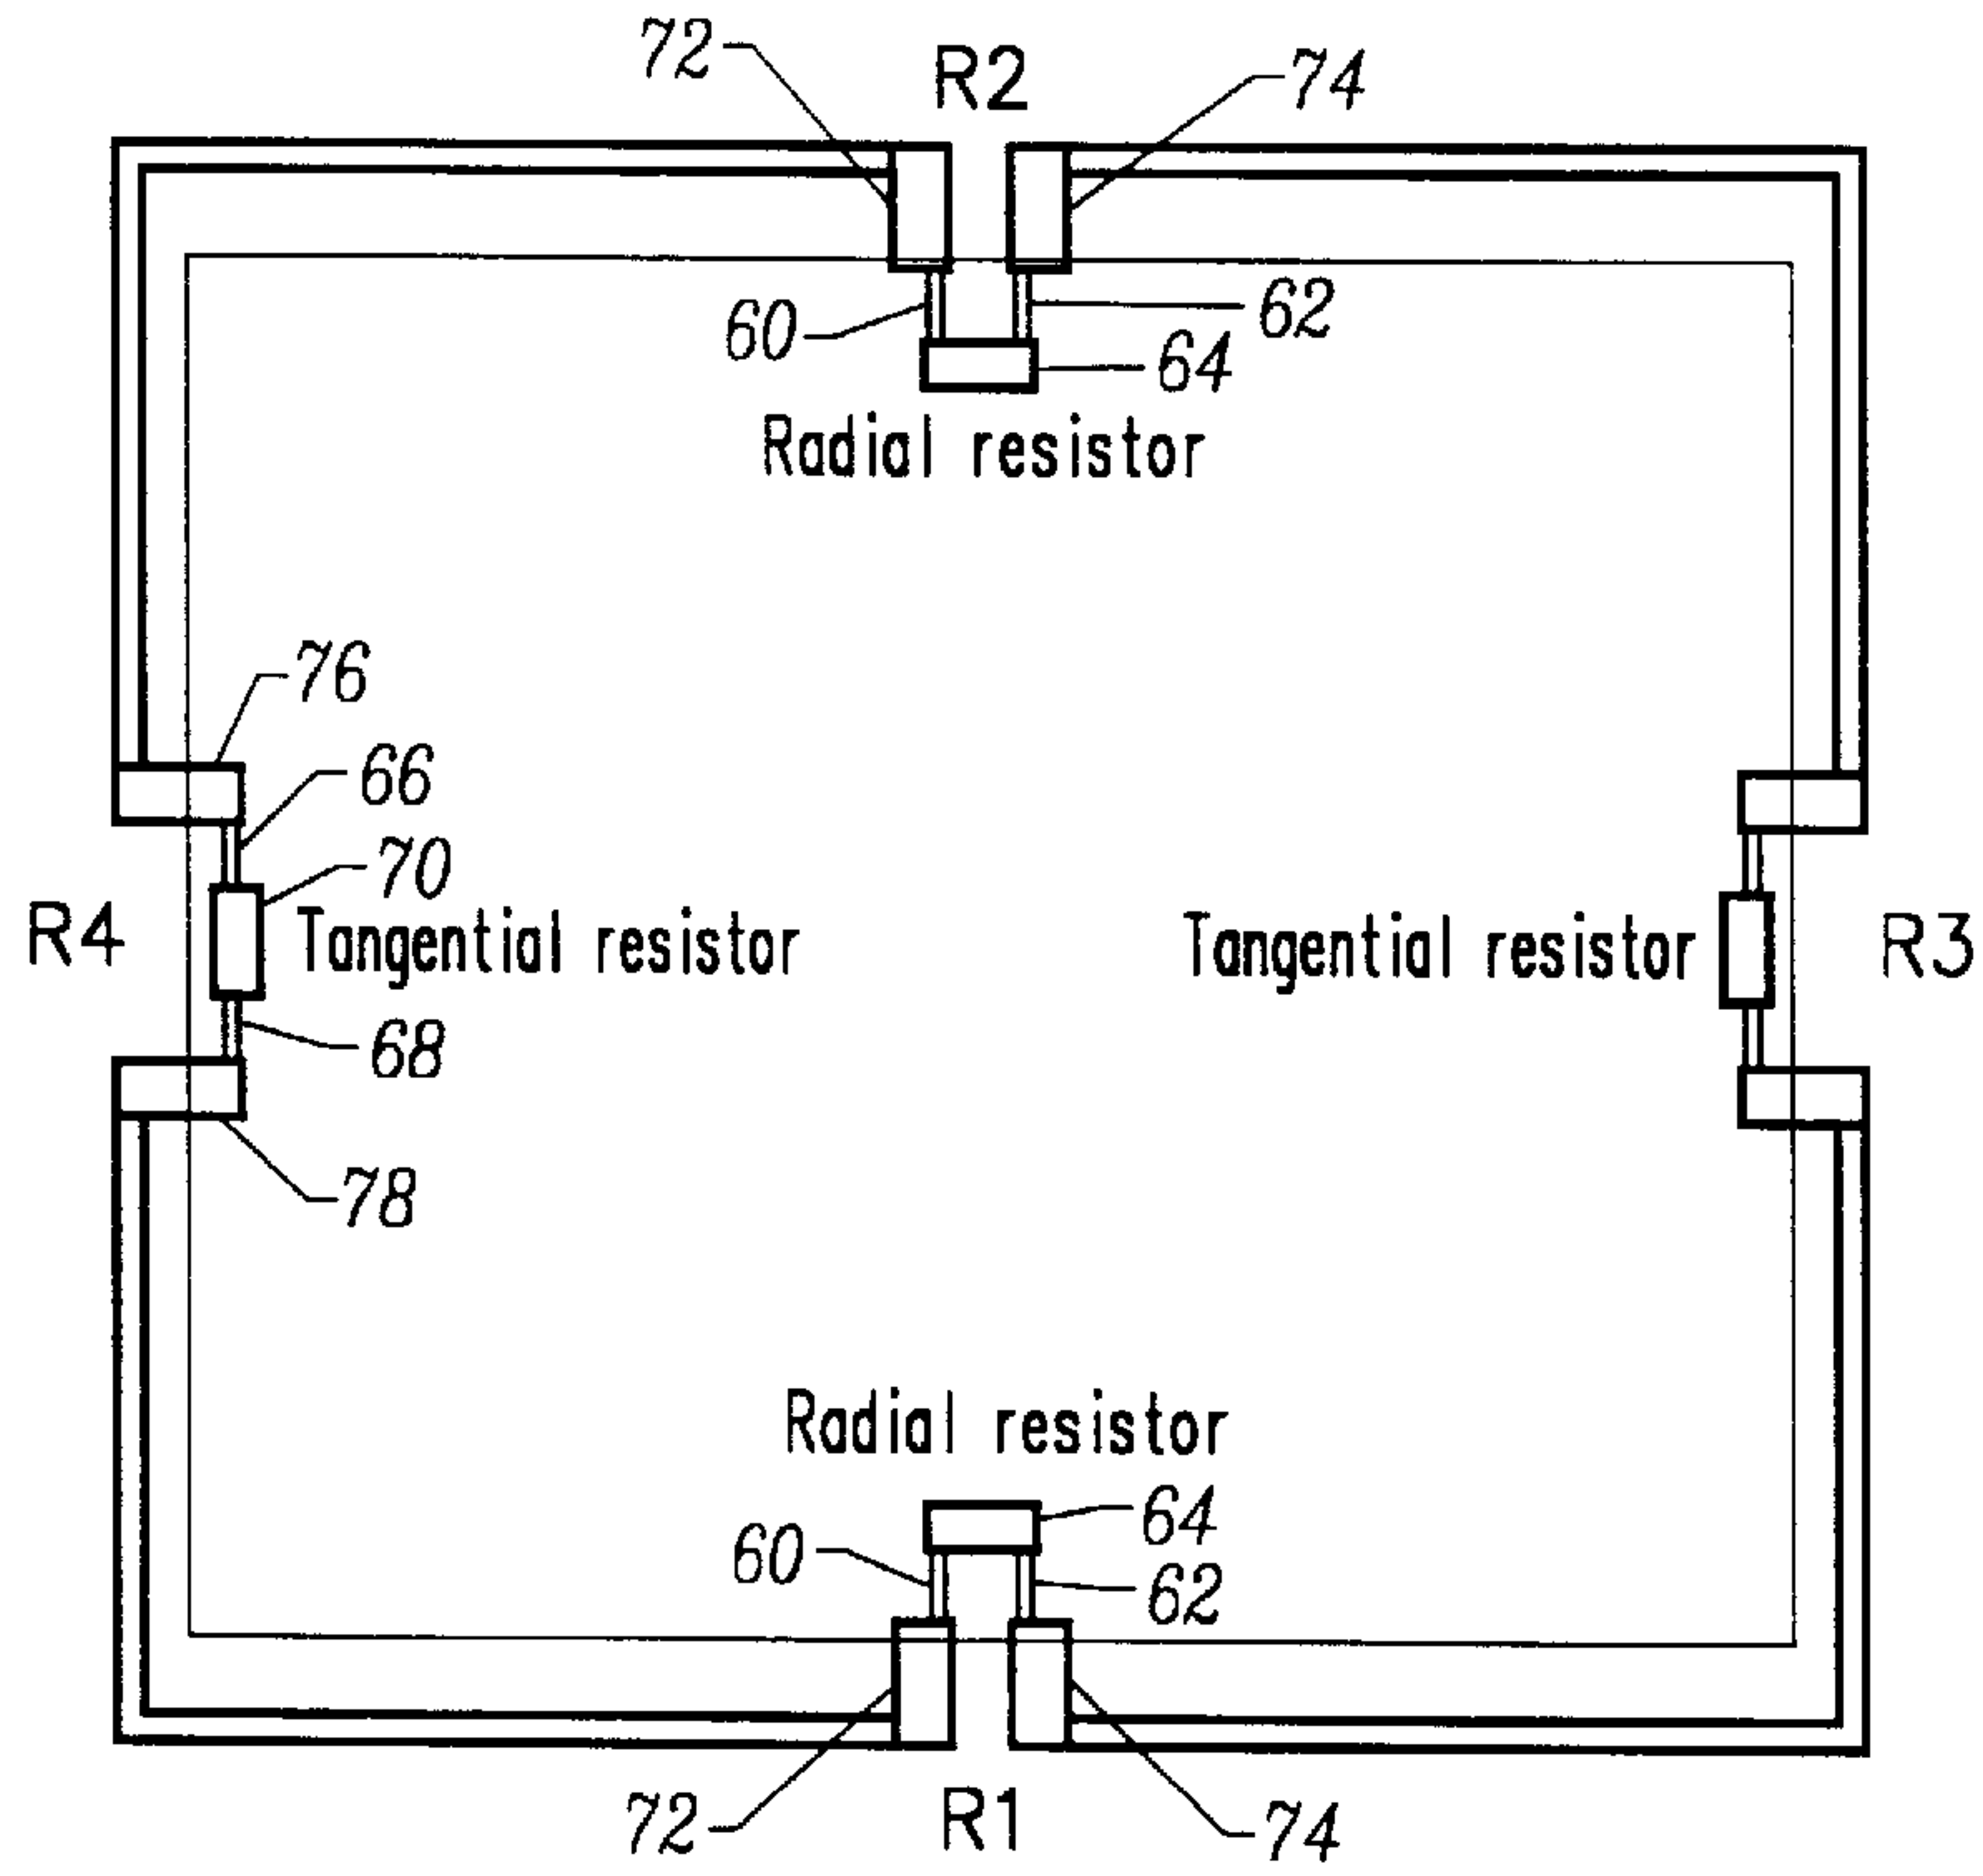 72
R2
74
60
62
64
Radial resistor
76
66
70
R4
Tangential resistor
Tangential resistor
R3
68
78
Radial resistor
64
60
62
72
R1
74